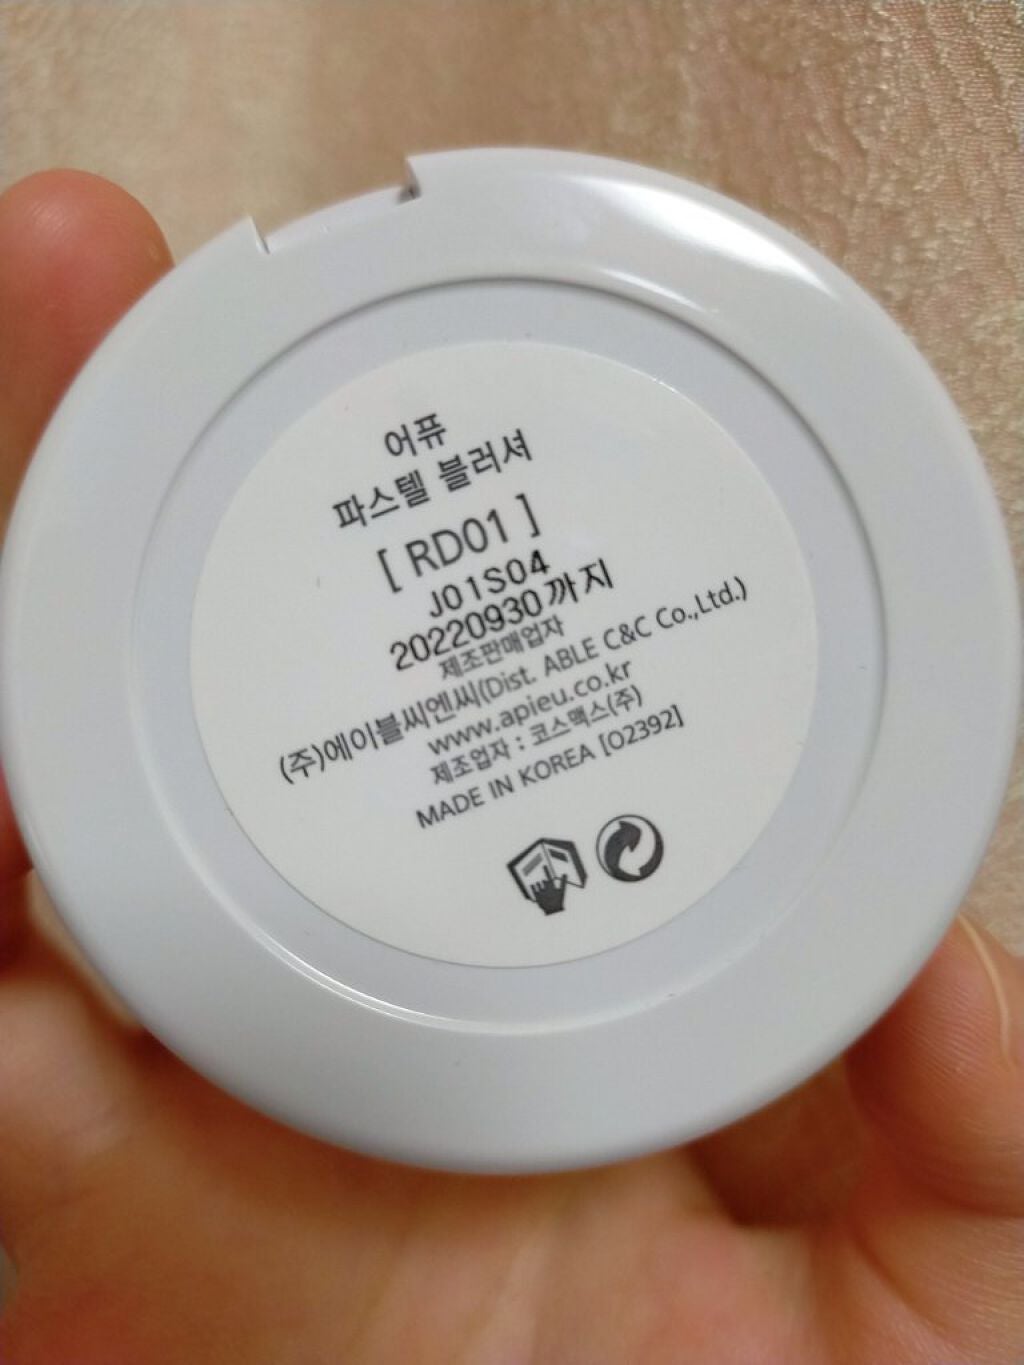 어퓨
파스텔 블러셔
[ RD01 ]
J01S04
20220930까지
제조판매업자
(주)에이블씨엔씨(Dist. ABLE C&C Co.,Ltd.)
www.apieu.co.kr
제조업자 : 코스맥스(주)
MADE IN KOREA [O2392]